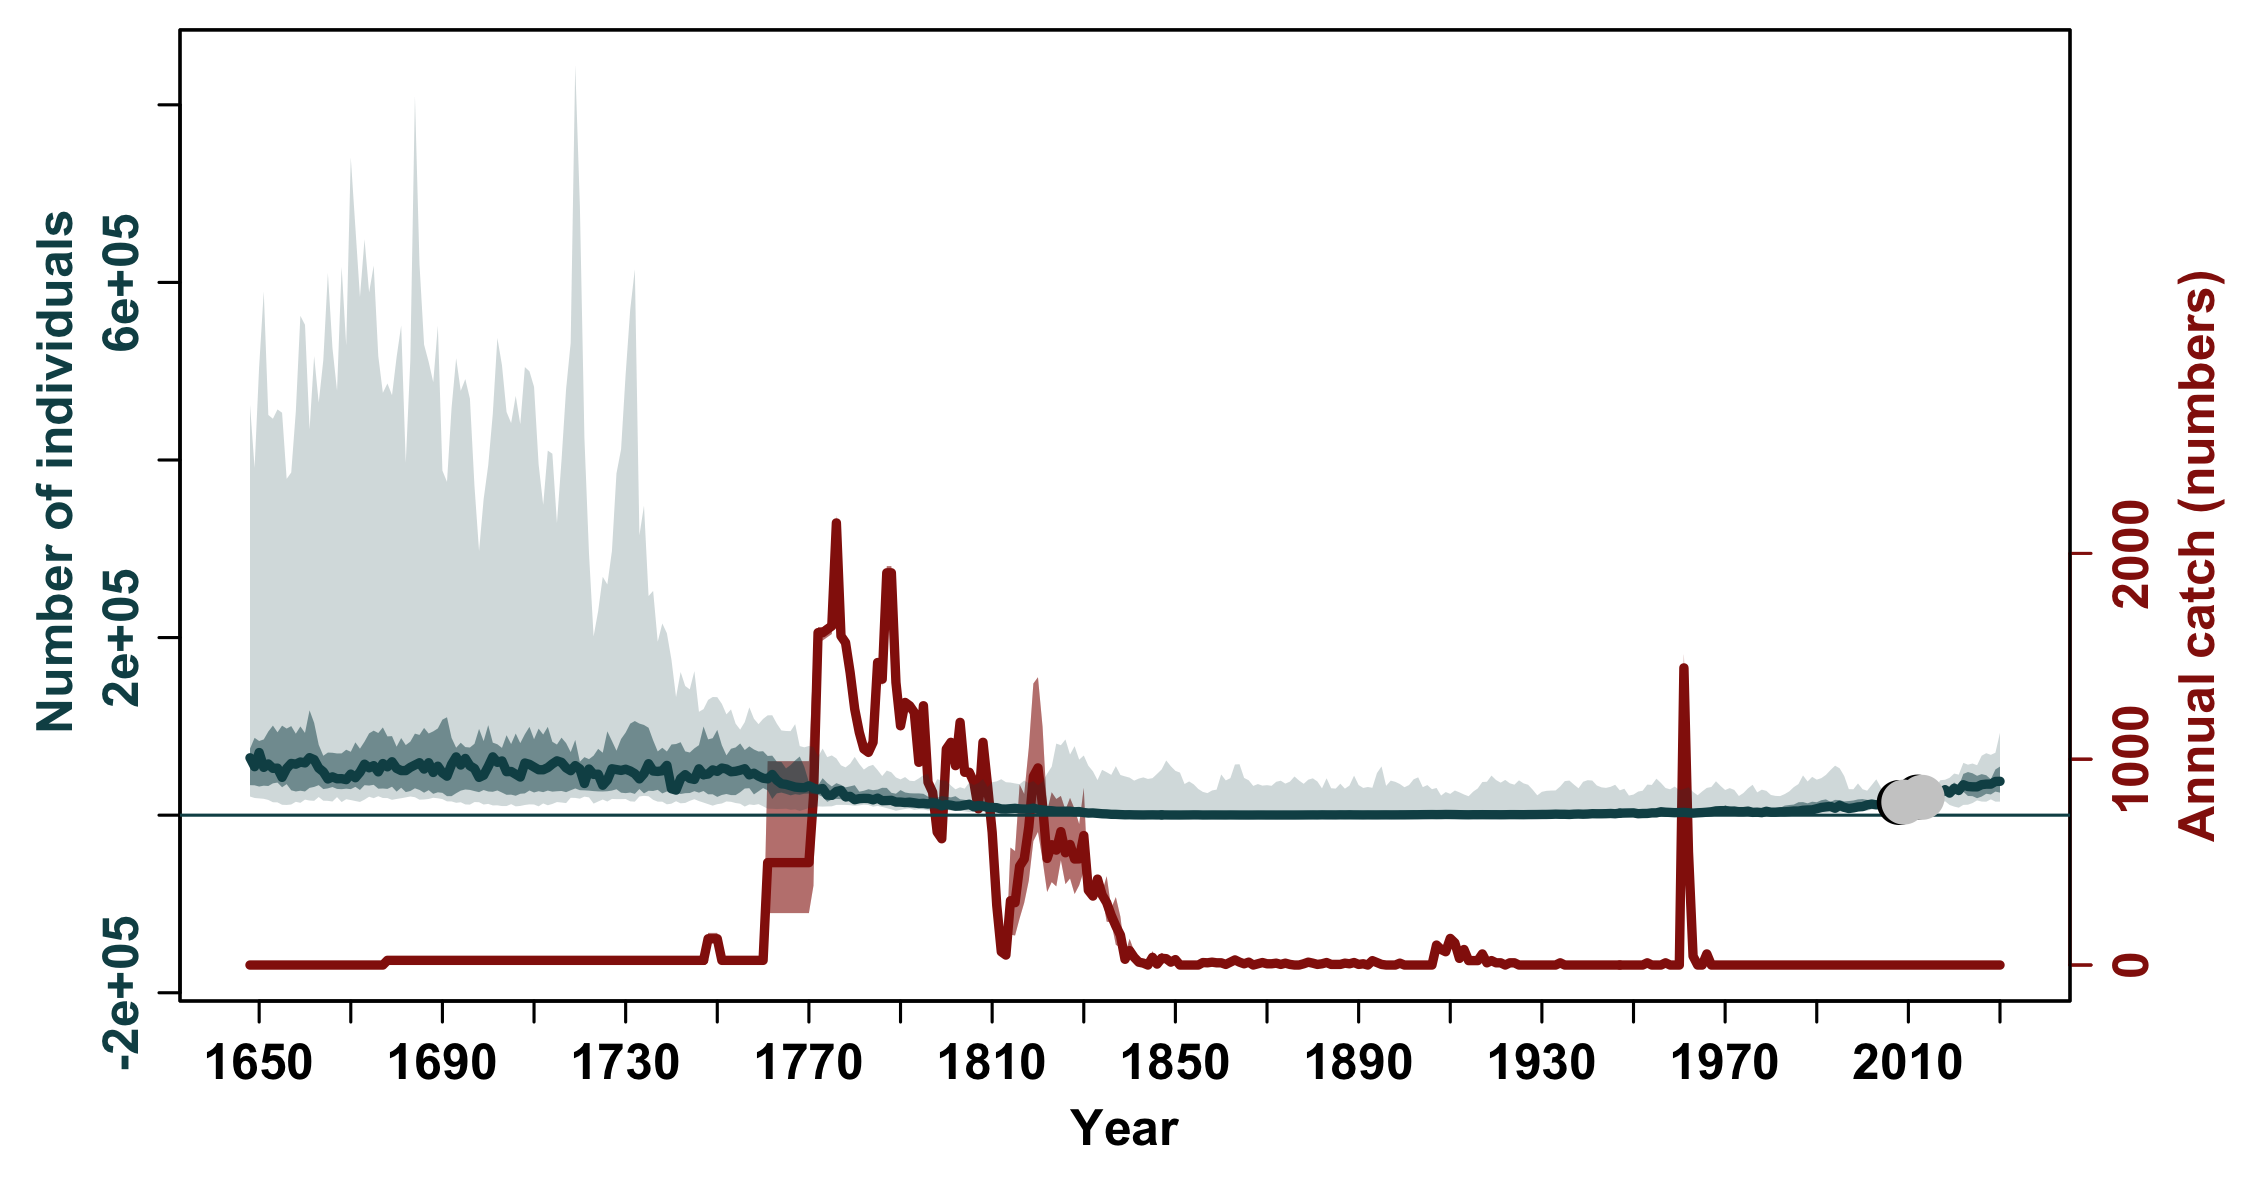 Number of individuals
6e+05
2e+05
-2e+05
1650 1690 1730 1770 1810 1850 1890 1930 1970 2010
Year
2000
1000
0
Annual catch (numbers)